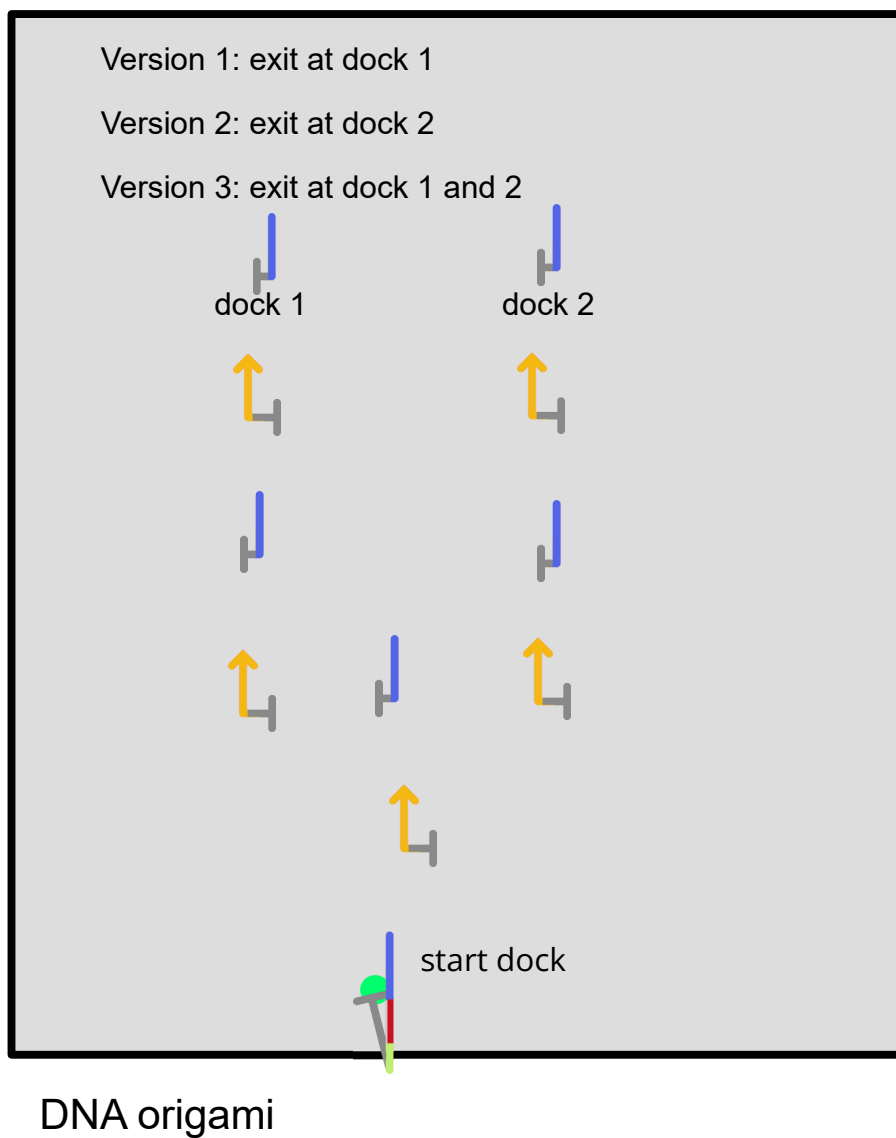 Version 1: exit at dock 1
Version 2: exit at dock 2
Version 3: exit at dock 1 and 2
dock 1
dock 2
start dock
DNA origami